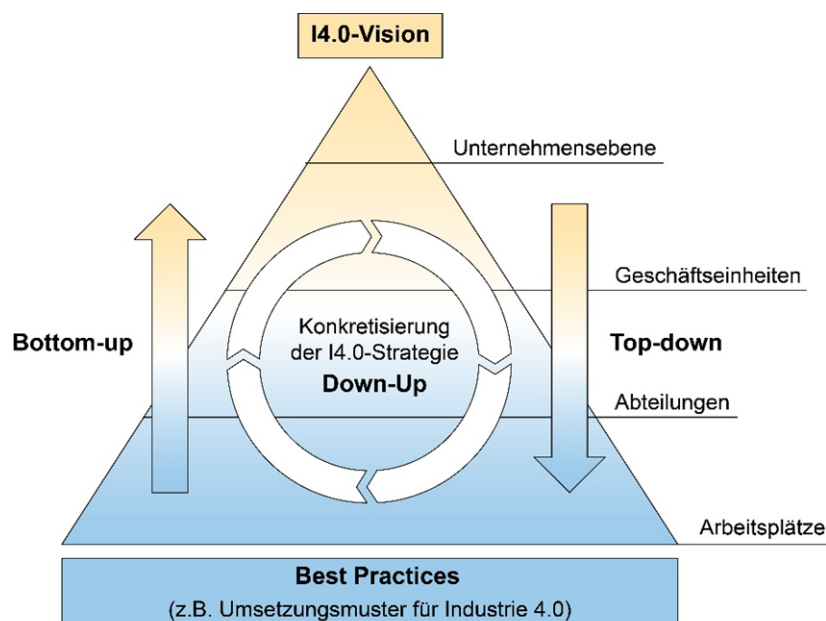 I4.0-Vision
Unternehmensebene
Geschäftseinheiten
Bottom-up
Konkretisierung
der I4.0-Strategie
Down-Up
Top-down
Abteilungen
Arbeitsplätze
Best Practices
(z.B. Umsetzungsmuster für Industrie 4.0)